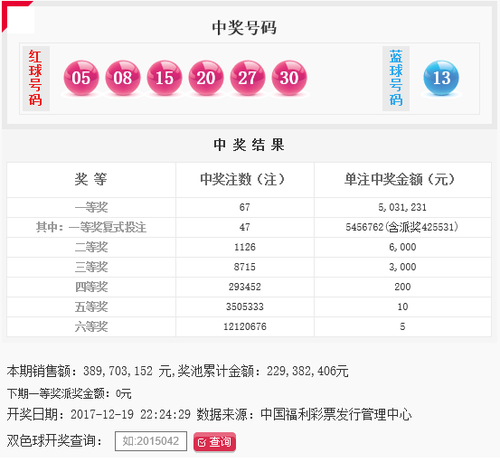 中奖号码
红球号码 05 08 15 20 27 30 蓝球号码 13
中奖结果
奖 等 中奖注数（注） 单注中奖金额（元）
一等奖 67 5,031,231
其中：一等奖复式投注 47 5456762(含派奖425531)
二等奖 1126 6,000
三等奖 8715 3,000
四等奖 293452 200
五等奖 3505333 10
六等奖 12120676 5
本期销售额：389,703,152 元,奖池累计金额：229,382,406元
下期一等奖派奖金额：0元
开奖日期：2017-12-19 22:24:29 数据来源：中国福利彩票发行管理中心
双色球开奖查询： 如:2015042 查询